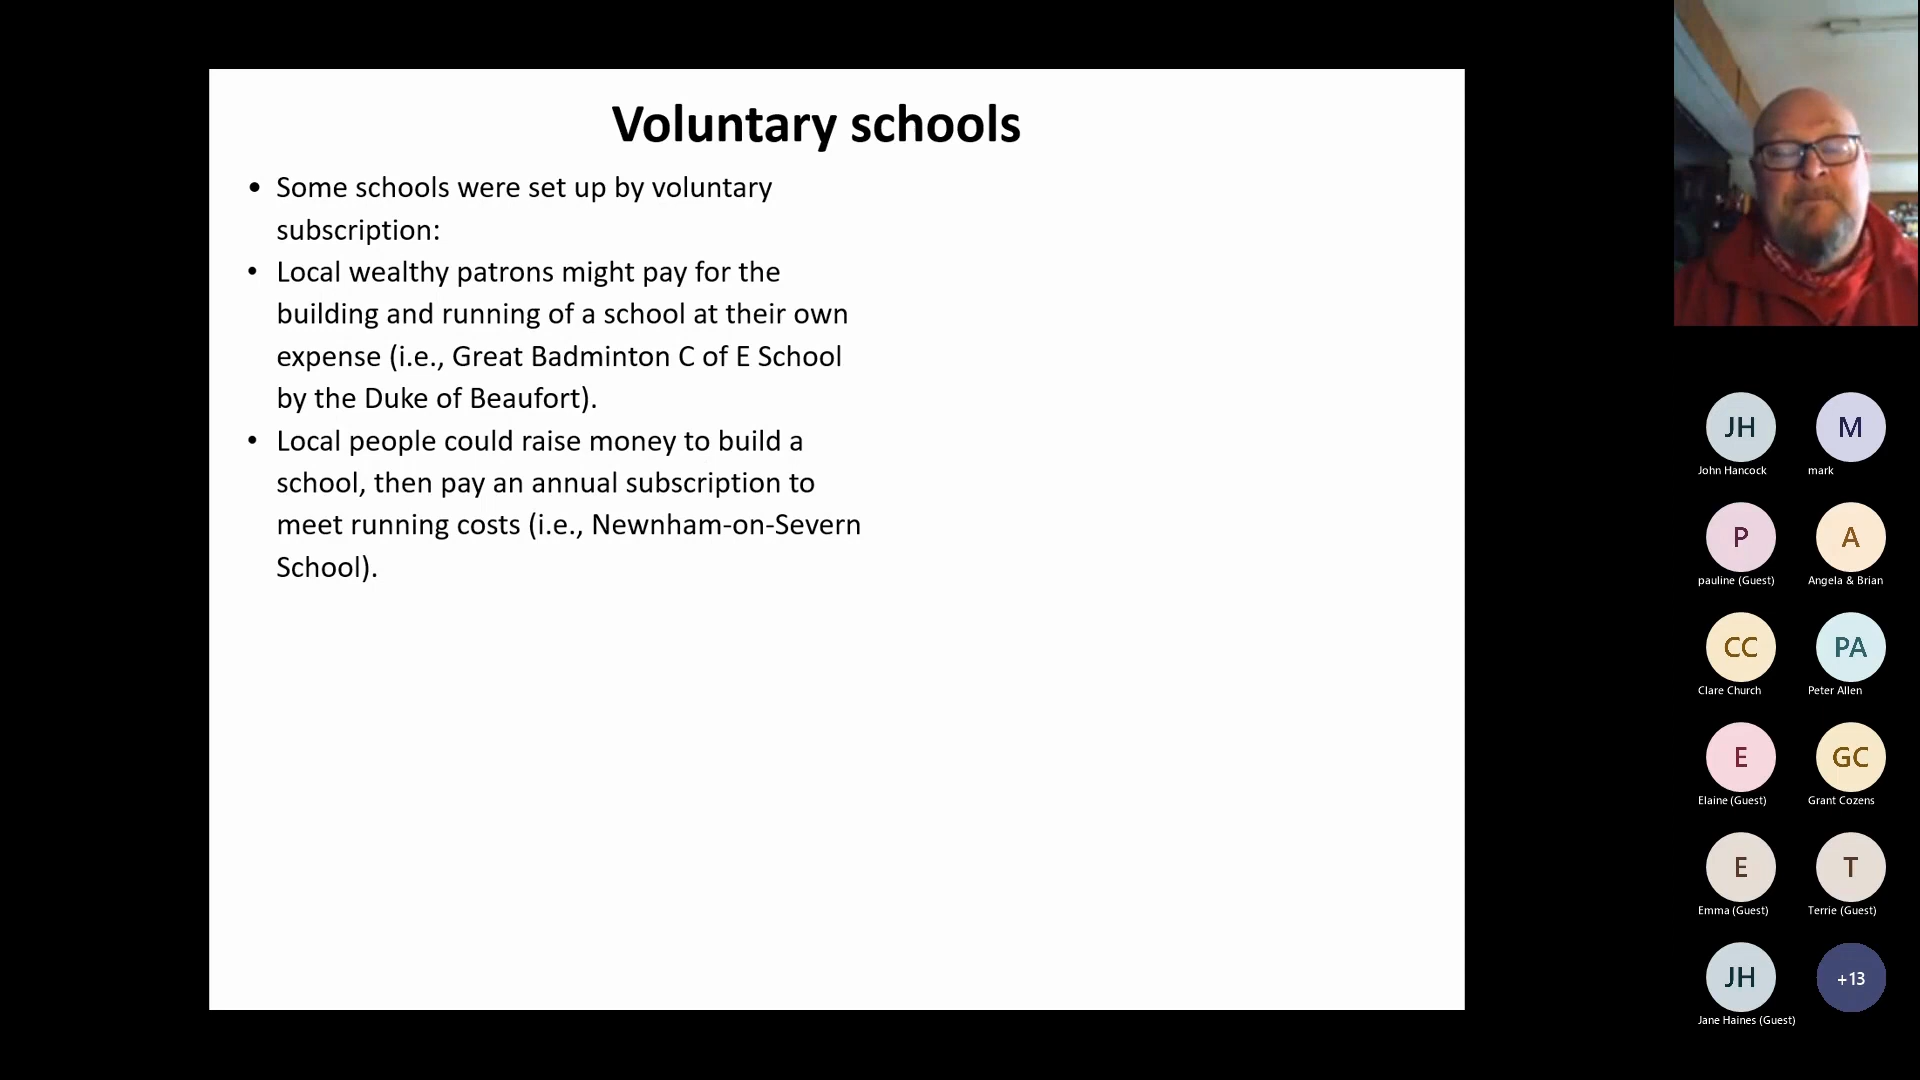 Voluntary schools
• Some schools were set up by voluntary
subscription:
• Local wealthy patrons might pay for the
building and running of a school at their own
expense (i.e., Great Badminton C of E School
by the Duke of Beaufort).
• Local people could raise money to build a
school, then pay an annual subscription to
meet running costs (i.e., Newnham-on-Severn
School).
JH M
John Hancock mark
P A
pauline (Guest) Angela & Brian
CC PA
Clare Church Peter Allen
E GC
Elaine (Guest) Grant Cozens
E T
Emma (Guest) Terrie (Guest)
JH +13
Jane Haines (Guest)